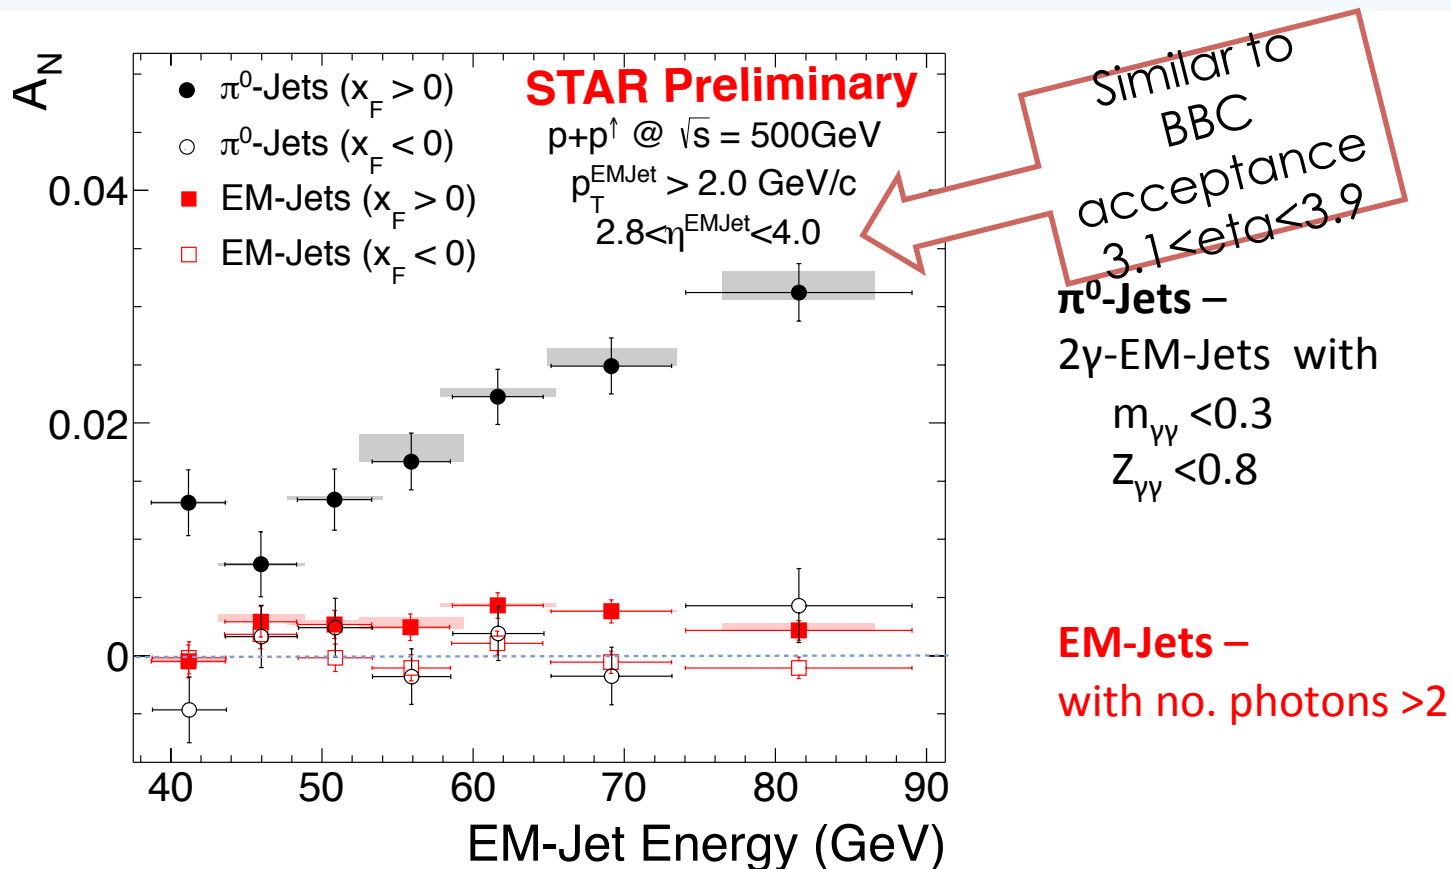 A_N
π⁰-Jets (x_F > 0)
π⁰-Jets (x_F < 0)
EM-Jets (x_F > 0)
EM-Jets (x_F < 0)
STAR Preliminary
p+p↑ @ √s = 500GeV
p_T^EMJet > 2.0 GeV/c
2.8<η^EMJet<4.0
0.04
0.02
0
40 50 60 70 80 90
EM-Jet Energy (GeV)
Similar to
BBC
acceptance
3.1<eta<3.9
π⁰-Jets –
2γ-EM-Jets with
m_γγ <0.3
Z_γγ <0.8
EM-Jets –
with no. photons >2